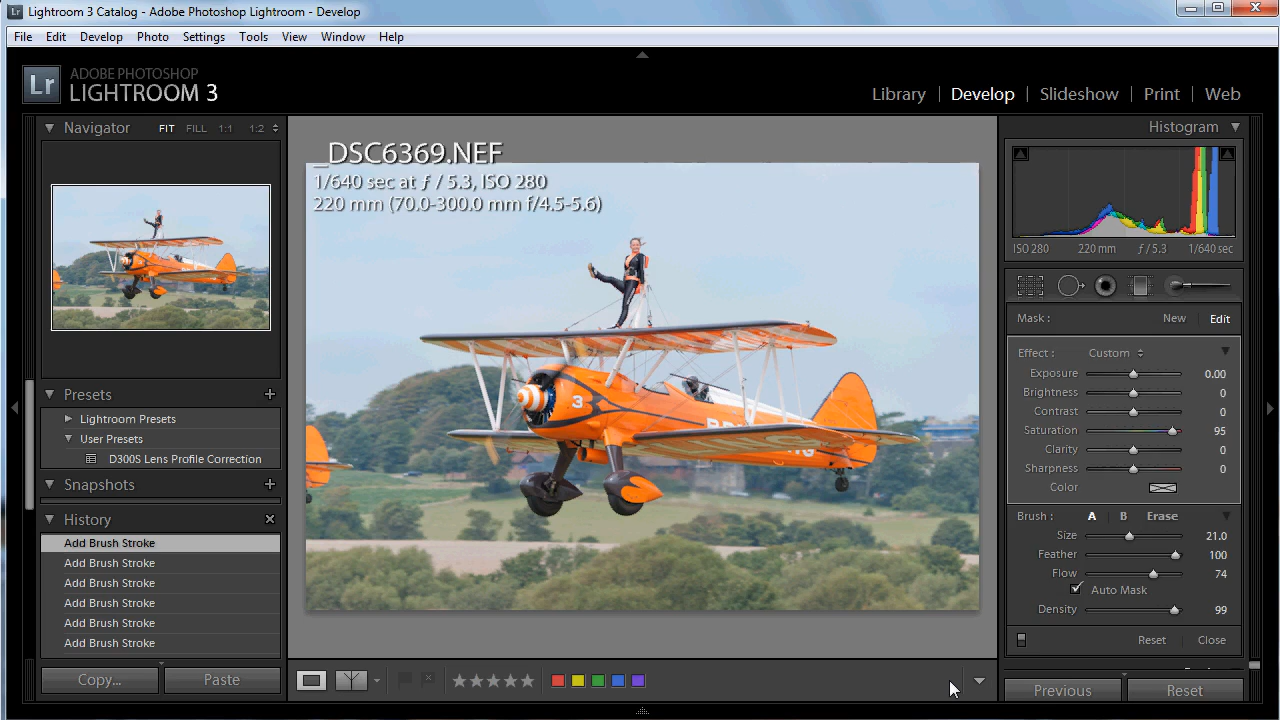 Lightroom 3 Catalog - Adobe Photoshop Lightroom - Develop
File Edit Develop Photo Settings Tools View Window Help
Lr ADOBE PHOTOSHOP
LIGHTROOM 3
Library | Develop | Slideshow | Print | Web
Navigator FIT FILL 1:1 1:2
Presets
Lightroom Presets
User Presets
D300S Lens Profile Correction
Snapshots
History
Add Brush Stroke
Add Brush Stroke
Add Brush Stroke
Add Brush Stroke
Add Brush Stroke
Add Brush Stroke
Copy... Paste
_DSC6369.NEF
1/640 sec at ƒ / 5.3, ISO 280
220 mm (70.0-300.0 mm f/4.5-5.6)
3
Histogram
ISO 280 220 mm ƒ / 5.3 1/640 sec
Mask : New Edit
Effect : Custom
Exposure 0.00
Brightness 0
Contrast 0
Saturation 95
Clarity 0
Sharpness 0
Color
Brush : A B Erase
Size 21.0
Feather 100
Flow 74
Auto Mask
Density 99
Reset Close
Previous Reset